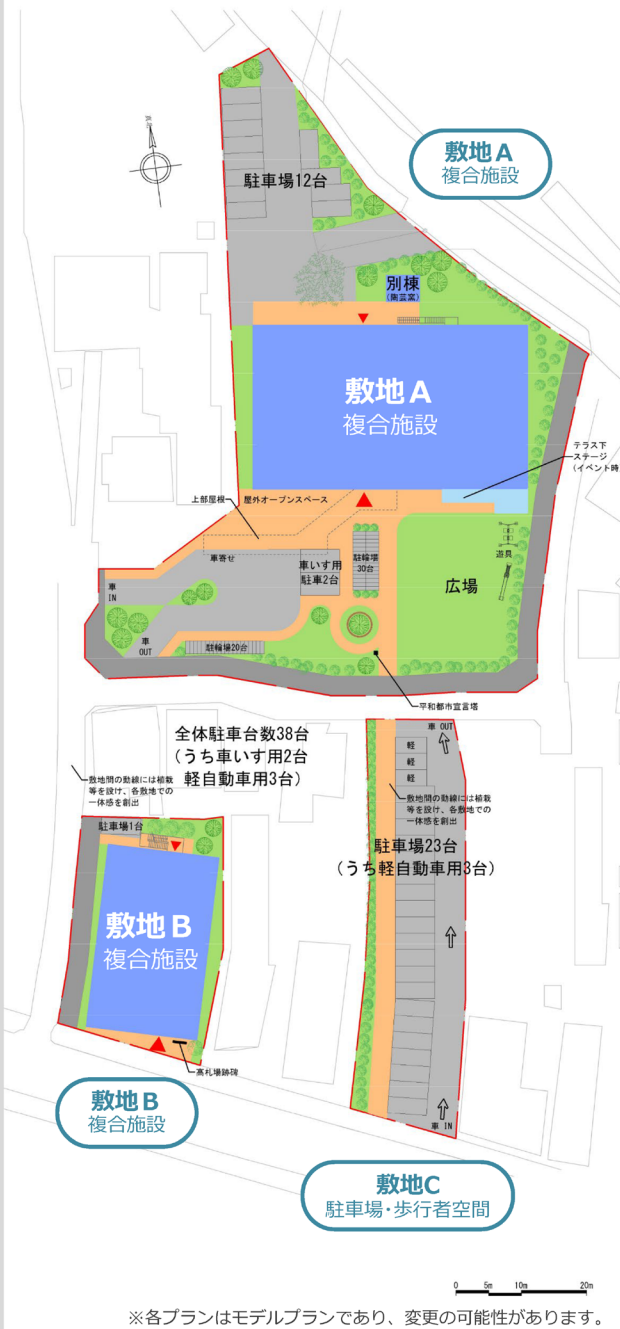 敷地A
複合施設
駐車場12台
別棟
(陶芸窯)
敷地A
複合施設
テラス下
ステージ
(イベント時
上部屋根
屋外オープンスペース
車寄せ
車いす用
駐車2台
駐輪場
30台
遊具
広場
車
IN
車
OUT
駐輪場20台
平和都市宣言塔
全体駐車台数38台
(うち車いす用2台
軽自動車用3台)
車 OUT
軽
軽
軽
敷地間の動線には植栽
等を設け、各敷地での
一体感を創出
敷地間の動線には植栽
等を設け、各敷地での
一体感を創出
駐車場1台
駐車場23台
(うち軽自動車用3台)
敷地B
複合施設
高札場跡碑
車 IN
敷地B
複合施設
敷地C
駐車場・歩行者空間
0 5m 10m 20m
※各プランはモデルプランであり、変更の可能性があります。